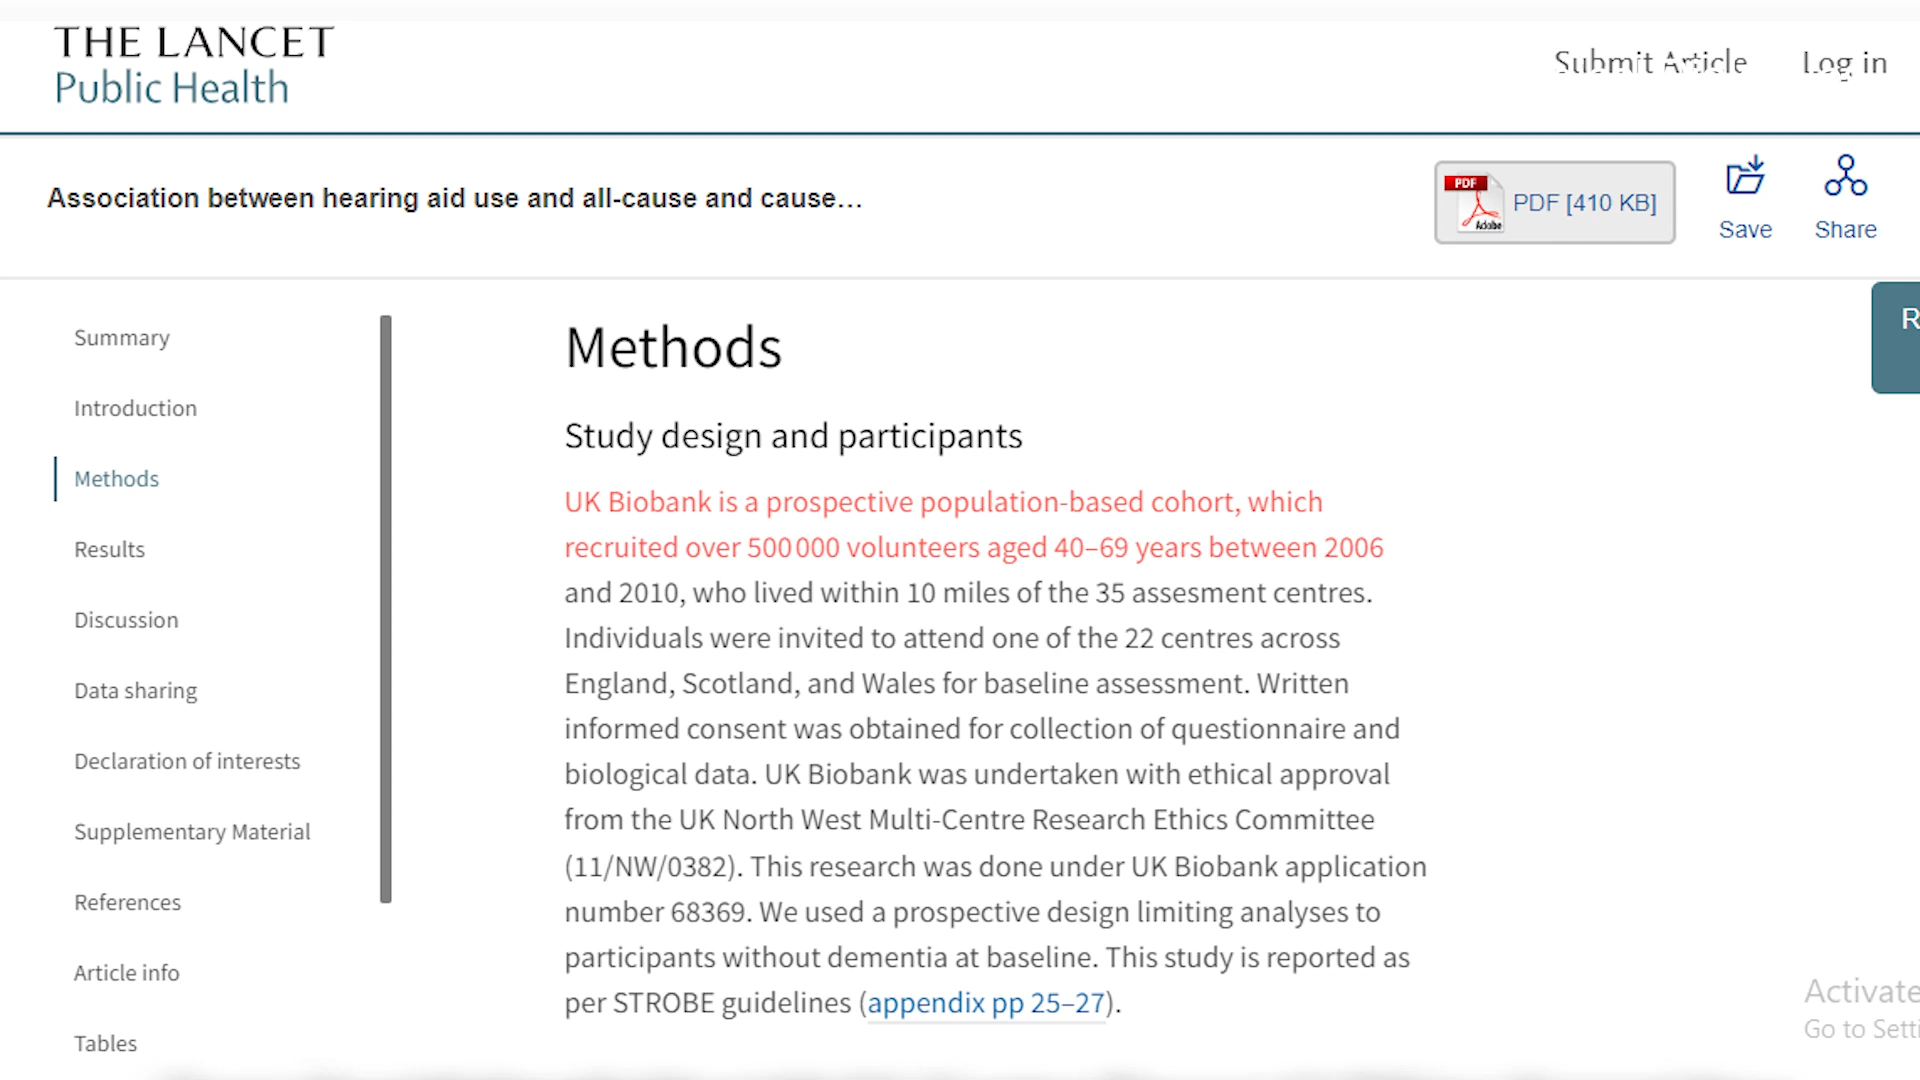 THE LANCET
Public Health
Submit Article
Log in
Association between hearing aid use and all-cause and cause...
PDF
Adobe
PDF [410 KB]
Save
Share
Summary
Introduction
Methods
Results
Discussion
Data sharing
Declaration of interests
Supplementary Material
References
Article info
Tables
R
Methods
Study design and participants
UK Biobank is a prospective population-based cohort, which
recruited over 500 000 volunteers aged 40–69 years between 2006
and 2010, who lived within 10 miles of the 35 assesment centres.
Individuals were invited to attend one of the 22 centres across
England, Scotland, and Wales for baseline assessment. Written
informed consent was obtained for collection of questionnaire and
biological data. UK Biobank was undertaken with ethical approval
from the UK North West Multi-Centre Research Ethics Committee
(11/NW/0382). This research was done under UK Biobank application
number 68369. We used a prospective design limiting analyses to
participants without dementia at baseline. This study is reported as
per STROBE guidelines (appendix pp 25–27).
Activate
Go to Setti